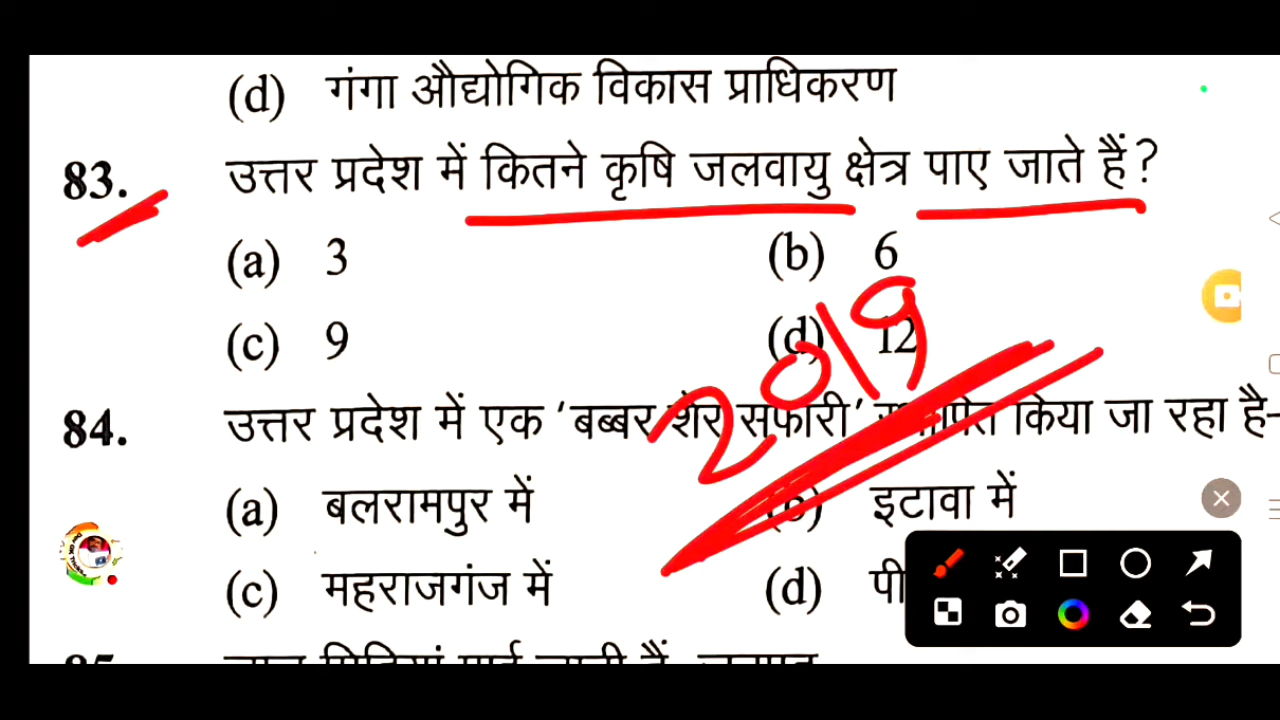 (d) गंगा औद्योगिक विकास प्राधिकरण
83. उत्तर प्रदेश में कितने कृषि जलवायु क्षेत्र पाए जाते हैं?
(a) 3 (b) 6
(c) 9 (d) 12
2019
84. उत्तर प्रदेश में एक ‘बब्बर शेर सफारी’ किया जा रहा है-
(a) बलरामपुर में (b) इटावा में
(c) महराजगंज में (d) पी
85.